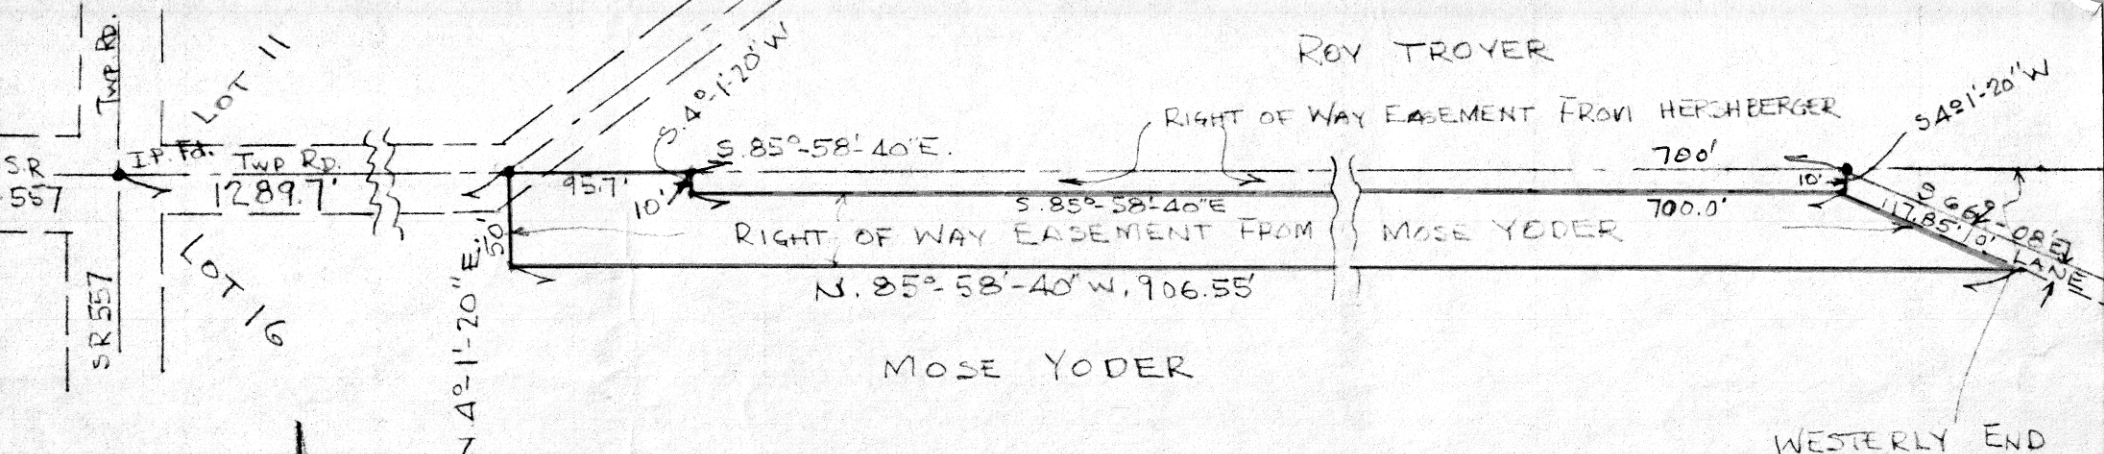 TWP. RD.
LOT 11
S.R
557
I.P. Fd.
TWP RD.
1289.7'
LOT 16
SR 557
N 4°-1'-20" E.
50'
95.7'
10'
S. 4°-1'-20" W
S. 85°-58'-40" E.
ROY TROYER
RIGHT OF WAY EASEMENT FROM HERSHBERGER
700'
S 4° 1'-20" W
10'
S. 85°-58'-40" E
700.0'
RIGHT OF WAY EASEMENT FROM MOSE YODER
117.85'
10'
LANE
N. 85°-58'-40" W. 906.55'
MOSE YODER
WESTERLY END